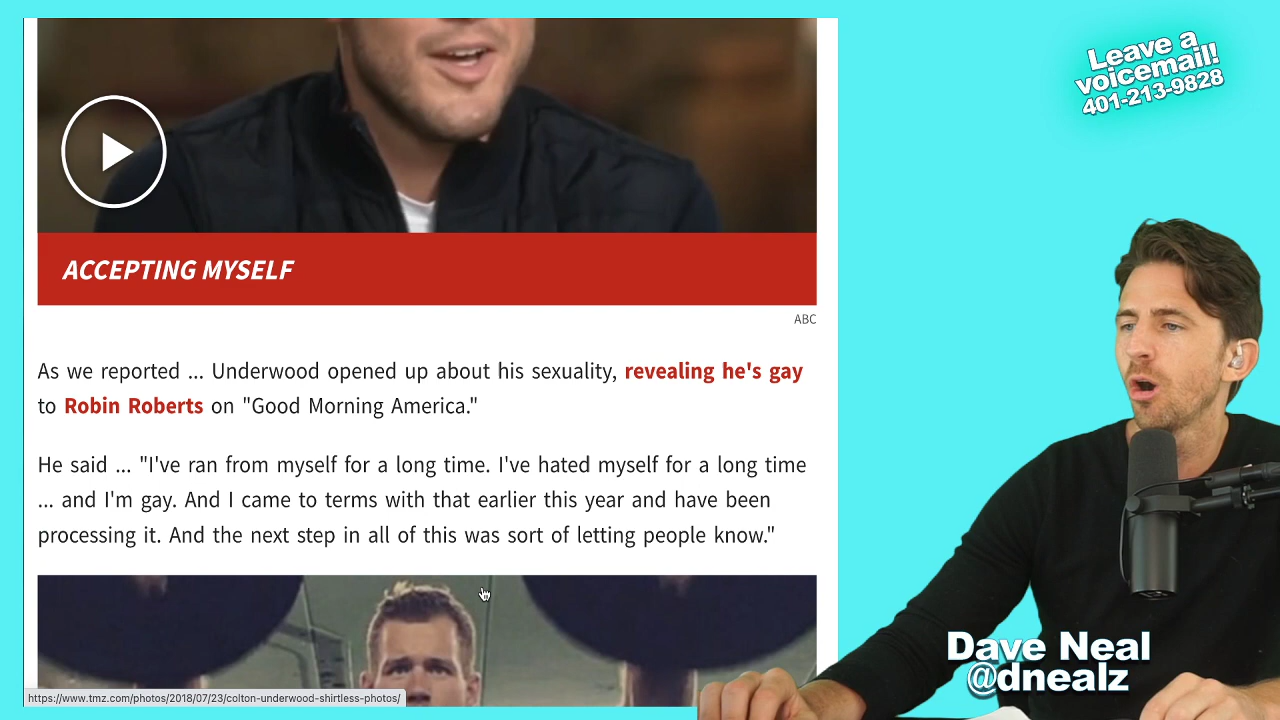 Leave a
voicemail!
401-213-9828
ACCEPTING MYSELF
ABC
As we reported ... Underwood opened up about his sexuality, revealing he's gay
to Robin Roberts on "Good Morning America."
He said ... "I've ran from myself for a long time. I've hated myself for a long time
... and I'm gay. And I came to terms with that earlier this year and have been
processing it. And the next step in all of this was sort of letting people know."
https://www.tmz.com/photos/2018/07/23/colton-underwood-shirtless-photos/
Dave Neal
@dnealz